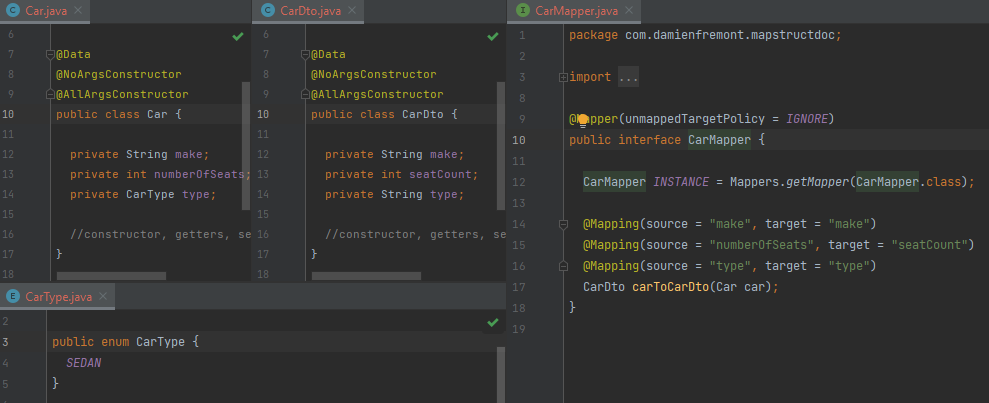 Car.java
6
7 @Data
8 @NoArgsConstructor
9 @AllArgsConstructor
10 public class Car {
11
12 private String make;
13 private int numberOfSeats;
14 private CarType type;
15
16 //constructor, getters, se
17 }
18
CarDto.java
6
7 @Data
8 @NoArgsConstructor
9 @AllArgsConstructor
10 public class CarDto {
11
12 private String make;
13 private int seatCount;
14 private String type;
15
16 //constructor, getters, se
17 }
18
CarType.java
2
3 public enum CarType {
4 SEDAN
5 }
CarMapper.java
1 package com.damienfremont.mapstructdoc;
2
3 import ...
8
9 @Mapper(unmappedTargetPolicy = IGNORE)
10 public interface CarMapper {
11
12 CarMapper INSTANCE = Mappers.getMapper(CarMapper.class);
13
14 @Mapping(source = "make", target = "make")
15 @Mapping(source = "numberOfSeats", target = "seatCount")
16 @Mapping(source = "type", target = "type")
17 CarDto carToCarDto(Car car);
18 }
19